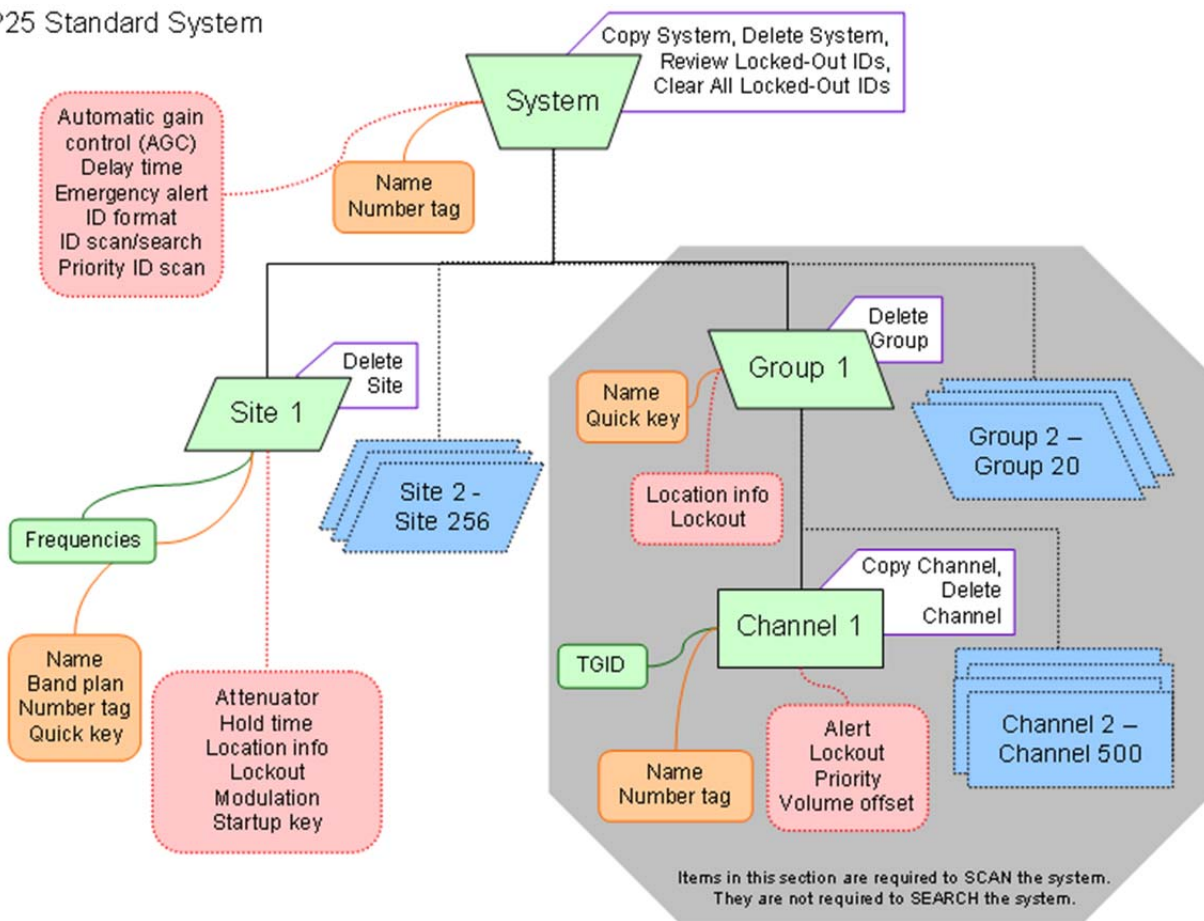 P25 Standard System
Copy System, Delete System,
Review Locked-Out IDs,
Clear All Locked-Out IDs
System
Automatic gain
control (AGC)
Delay time
Emergency alert
ID format
ID scan/search
Priority ID scan
Name
Number tag
Delete
Site
Site 1
Site 2 -
Site 256
Frequencies
Name
Band plan
Number tag
Quick key
Attenuator
Hold time
Location info
Lockout
Modulation
Startup key
Delete
Group
Group 1
Name
Quick key
Location info
Lockout
Group 2 –
Group 20
Copy Channel,
Delete
Channel
Channel 1
TGID
Name
Number tag
Alert
Lockout
Priority
Volume offset
Channel 2 –
Channel 500
Items in this section are required to SCAN the system.
They are not required to SEARCH the system.